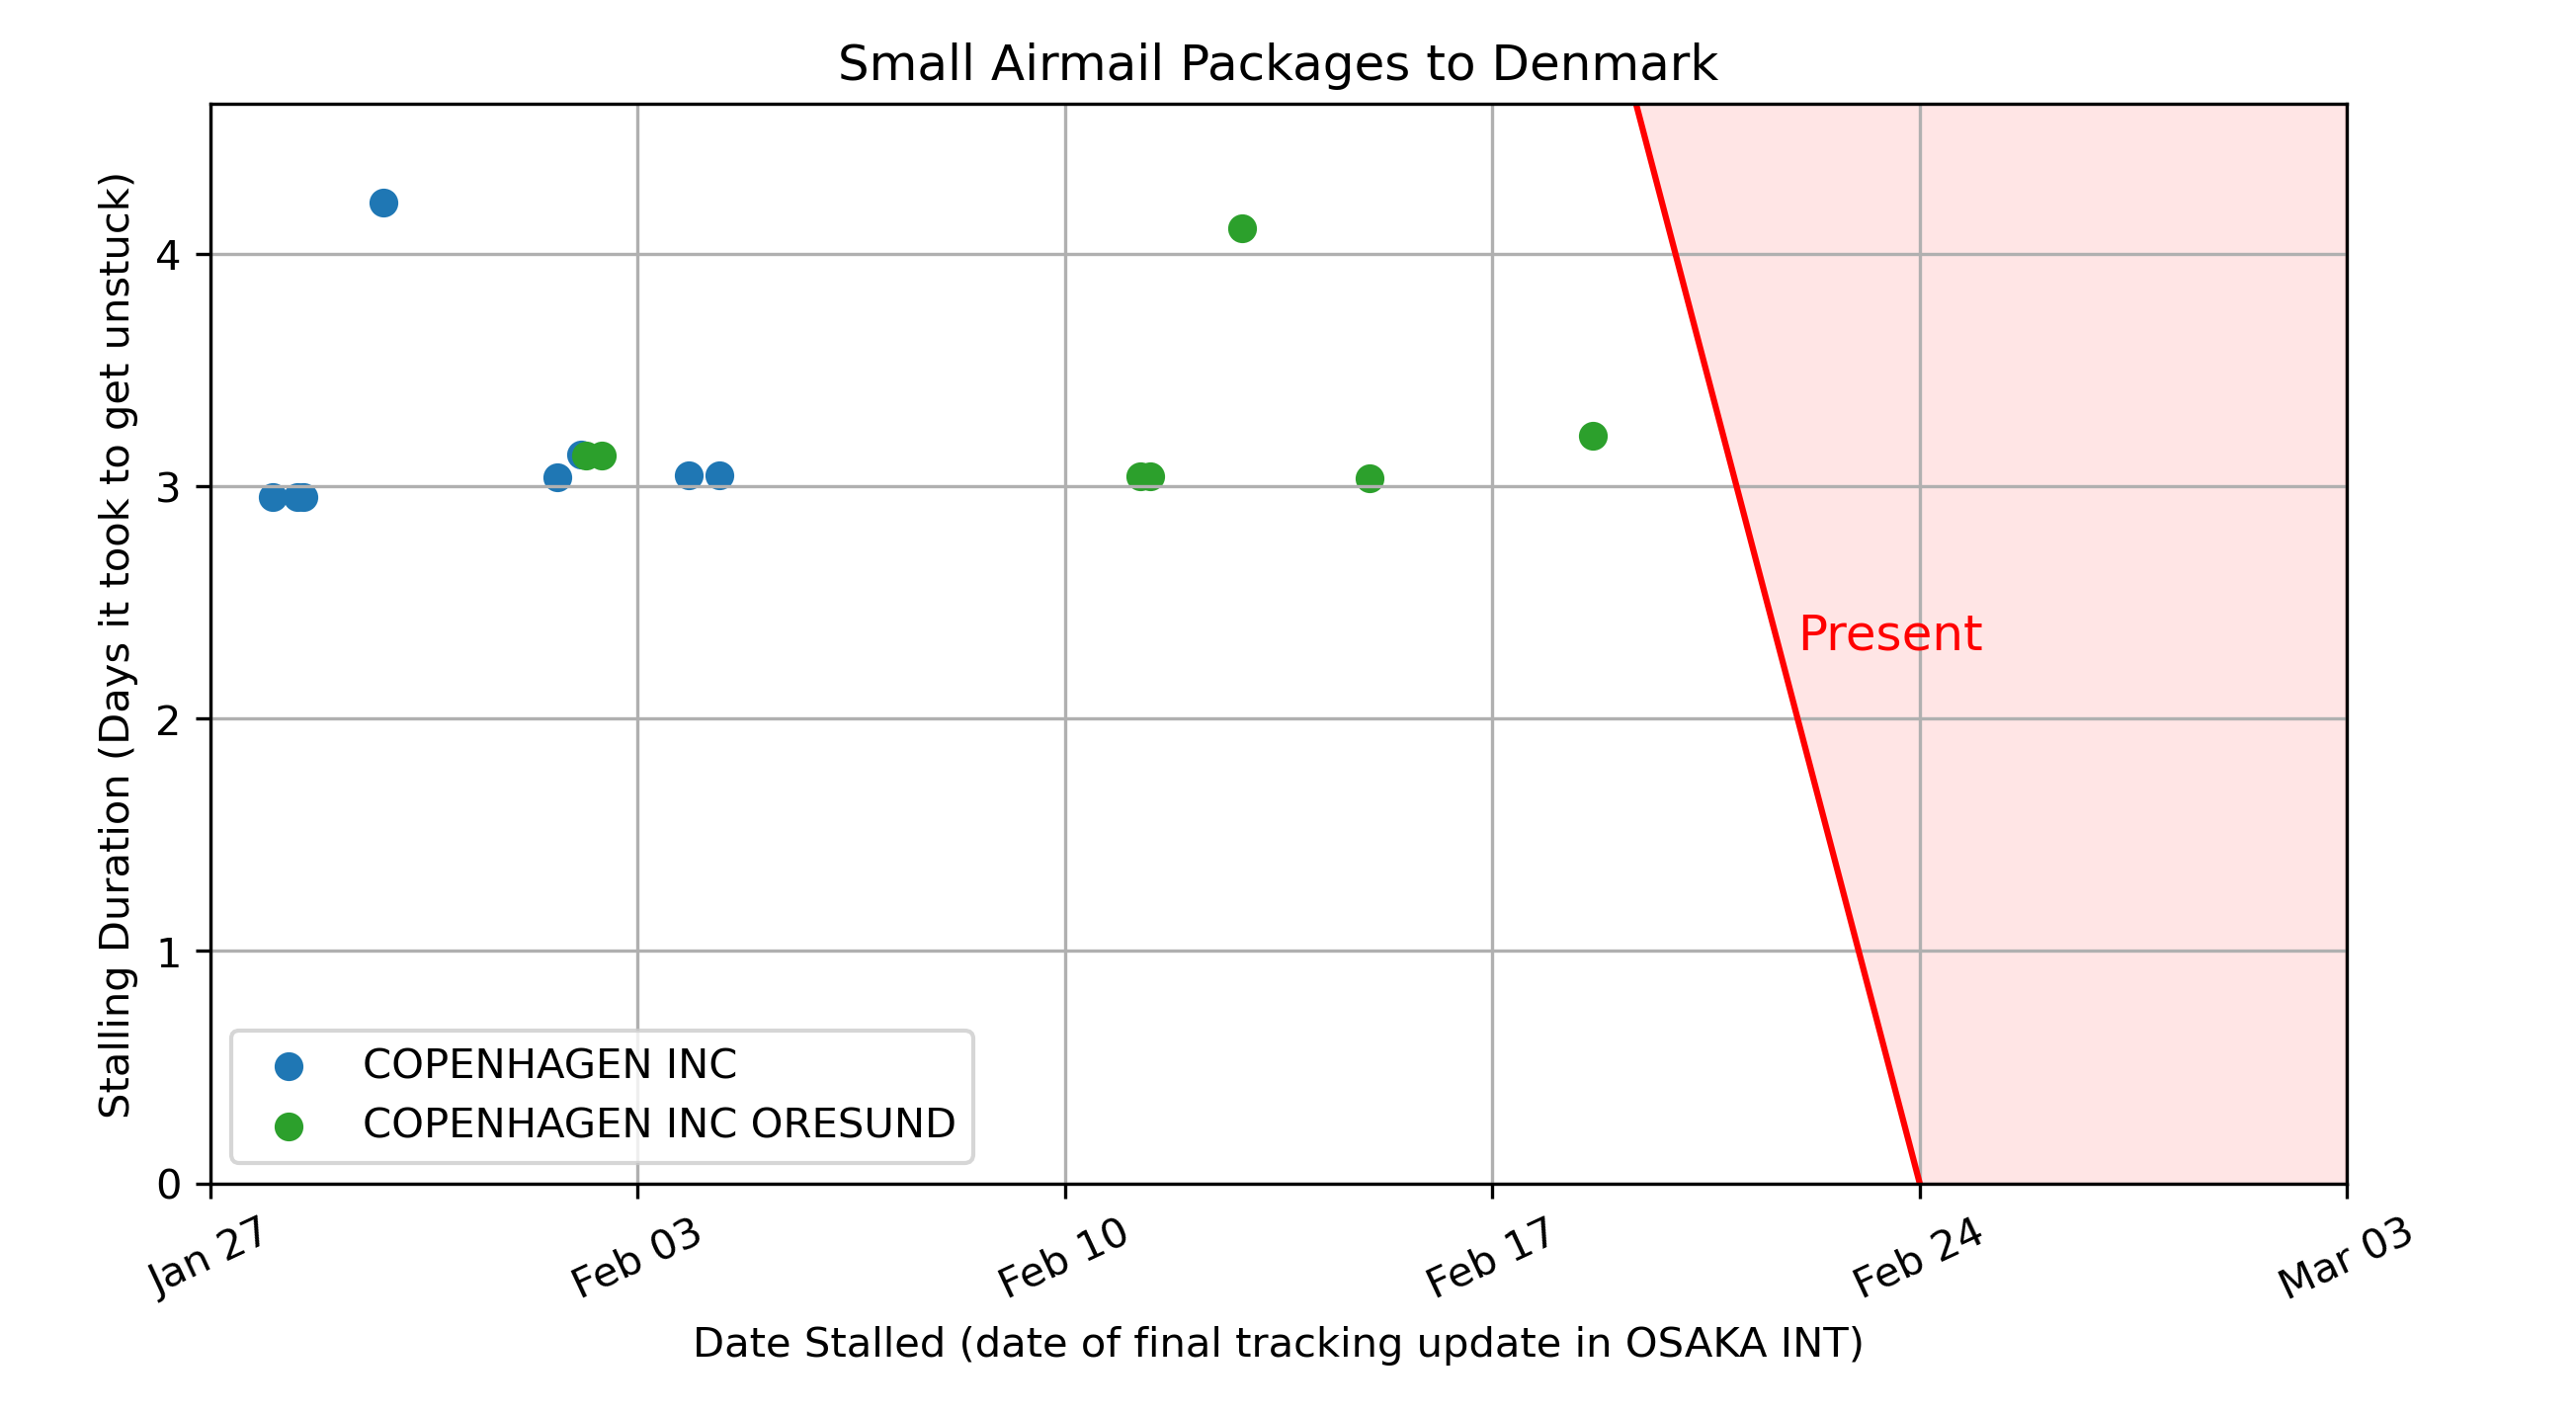 Small Airmail Packages to Denmark
Stalling Duration (Days it took to get unstuck)
4
3
2
1
0
Present
COPENHAGEN INC
COPENHAGEN INC ORESUND
Jan 27
Feb 03
Feb 10
Feb 17
Feb 24
Mar 03
Date Stalled (date of final tracking update in OSAKA INT)